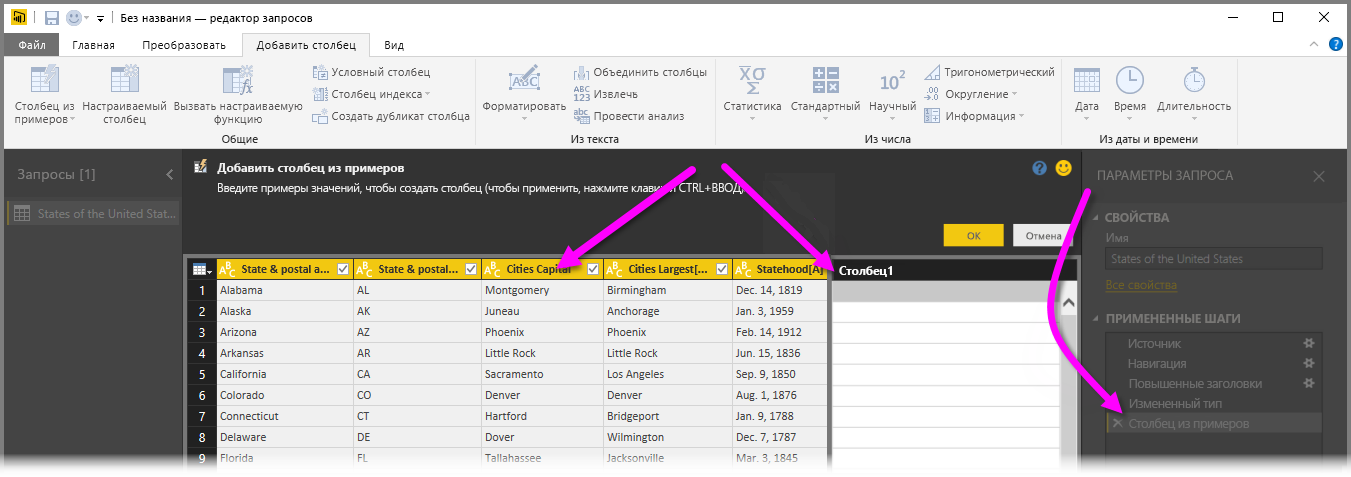 Без названия — редактор запросов
Файл Главная Преобразовать Добавить столбец Вид
Столбец из примеров
Настраиваемый столбец
Вызвать настраиваемую функцию
Условный столбец
Столбец индекса
Создать дубликат столбца
Общие
Форматировать
Объединить столбцы
Извлечь
Провести анализ
Из текста
Статистика
Стандартный
Научный
Тригонометрический
Округление
Информация
Из числа
Дата
Время
Длительность
Из даты и времени
Запросы [1]
States of the United Stat...
Добавить столбец из примеров
Введите примеры значений, чтобы создать столбец (чтобы применить, нажмите CTRL+ВВОД)
ОК Отмена
State & postal a... State & postal... Cities Capital Cities Largest[... Statehood[A] Столбец1
1 Alabama AL Montgomery Birmingham Dec. 14, 1819
2 Alaska AK Juneau Anchorage Jan. 3, 1959
3 Arizona AZ Phoenix Phoenix Feb. 14, 1912
4 Arkansas AR Little Rock Little Rock Jun. 15, 1836
5 California CA Sacramento Los Angeles Sep. 9, 1850
6 Colorado CO Denver Denver Aug. 1, 1876
7 Connecticut CT Hartford Bridgeport Jan. 9, 1788
8 Delaware DE Dover Wilmington Dec. 7, 1787
9 Florida FL Tallahassee Jacksonville Mar. 3, 1845
ПАРАМЕТРЫ ЗАПРОСА
СВОЙСТВА
Имя
States of the United States
Все свойства
ПРИМЕНЕННЫЕ ШАГИ
Источник
Навигация
Повышенные заголовки
Измененный тип
Столбец из примеров